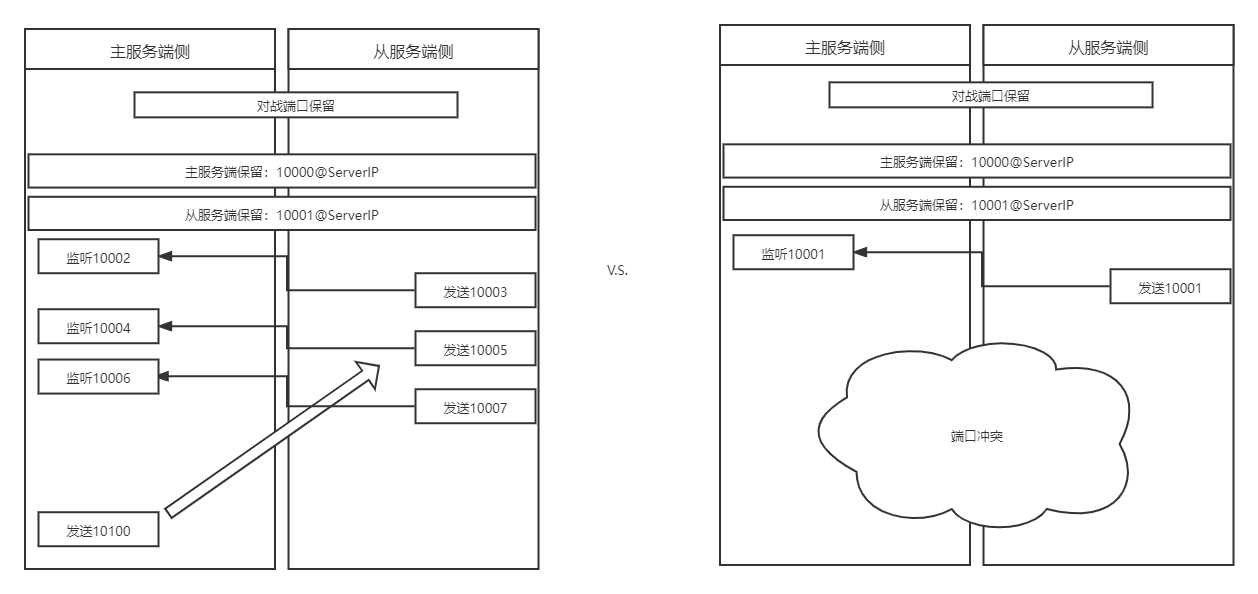 主服务端侧
从服务端侧
对战端口保留
主服务端保留：10000@ServerIP
从服务端保留：10001@ServerIP
监听10002
发送10003
监听10004
发送10005
监听10006
发送10007
发送10100
V.S.
主服务端侧
从服务端侧
对战端口保留
主服务端保留：10000@ServerIP
从服务端保留：10001@ServerIP
监听10001
发送10001
端口冲突